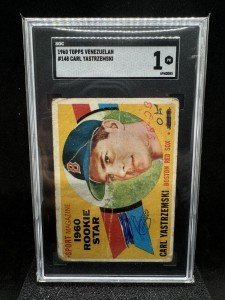 SGC
1960 TOPPS VENEZUELAN
#148 CARL YASTRZEMSKI
1
B
SPORT MAGAZINE
1960
ROOKIE
STAR
CARL YASTRZEMSKI
BOSTON RED SOX